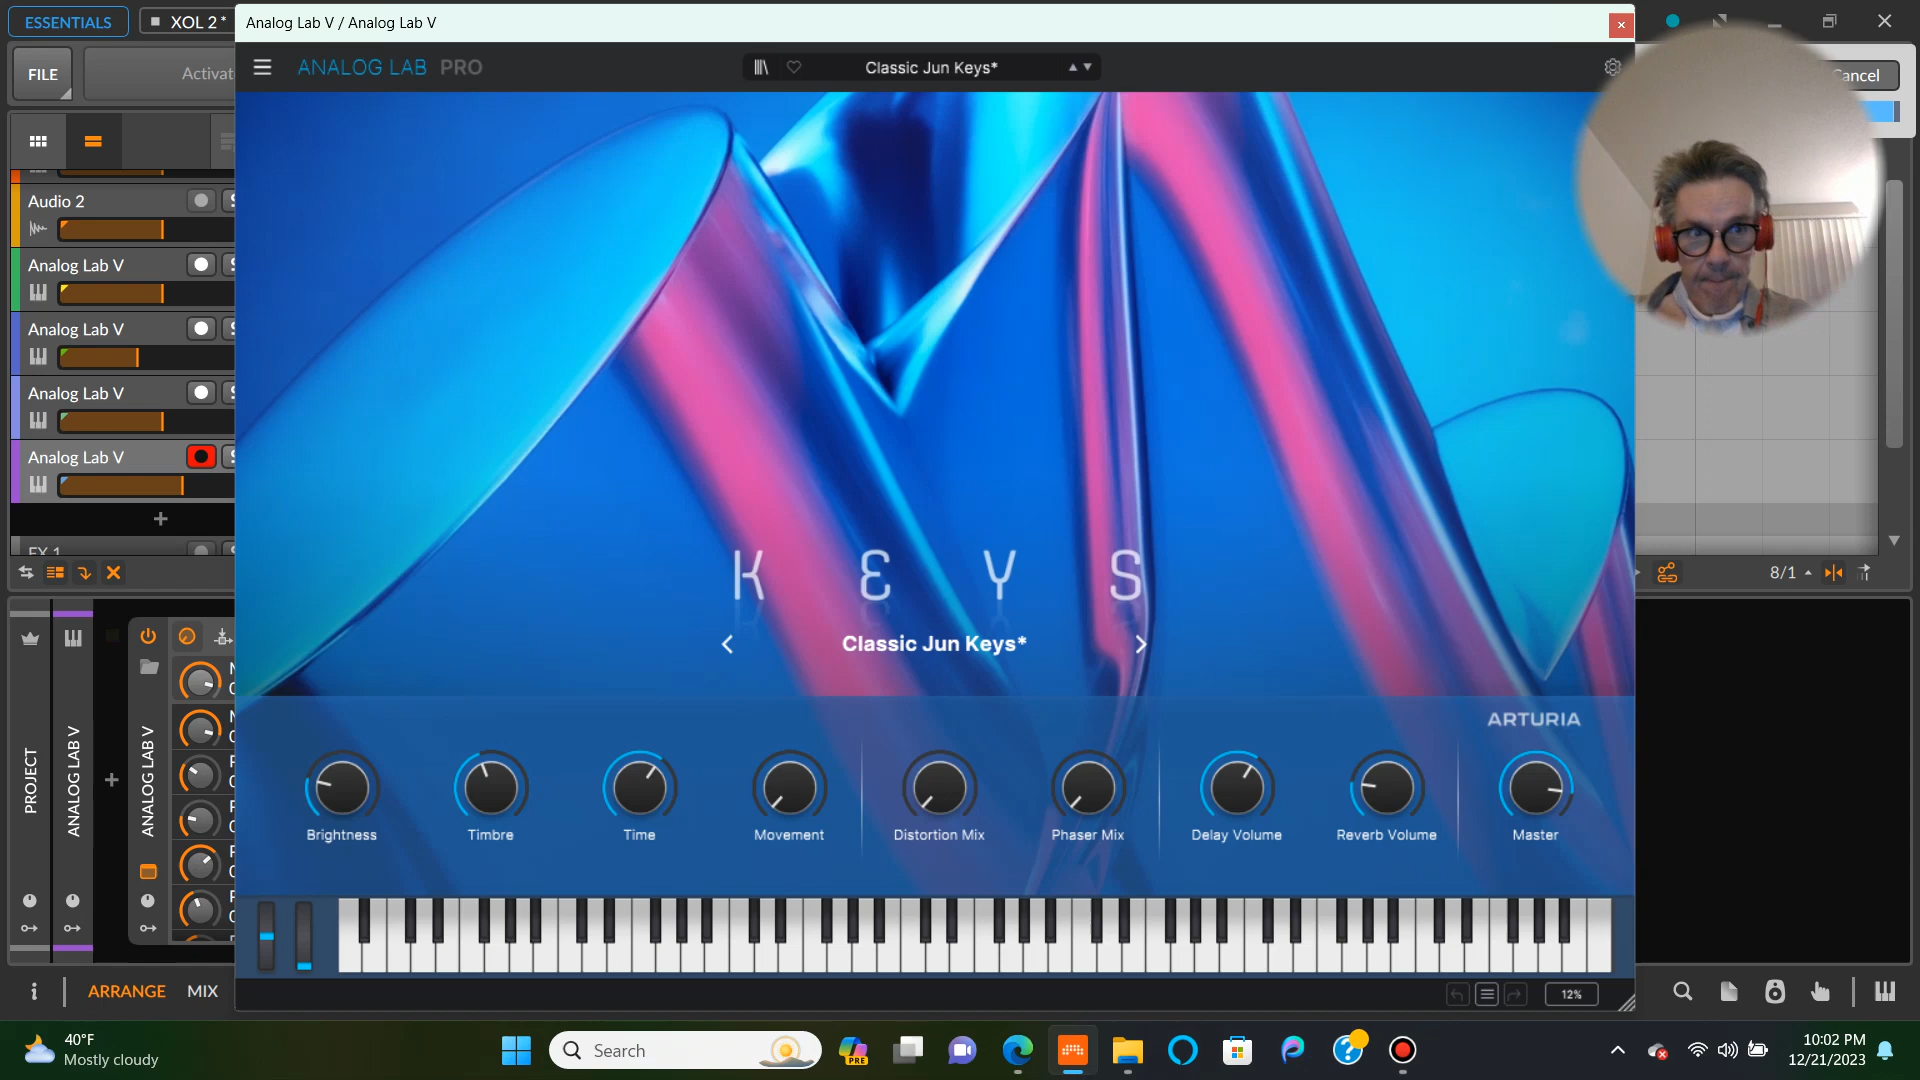 ESSENTIALS
XOL 2 *
Analog Lab V / Analog Lab V
FILE
Activat
ANALOG LAB PRO
Classic Jun Keys*
Cancel
Audio 2
Analog Lab V
Analog Lab V
Analog Lab V
Analog Lab V
FX 1
KEYS
Classic Jun Keys*
8/1
ARTURIA
Brightness
Timbre
Time
Movement
Distortion Mix
Phaser Mix
Delay Volume
Reverb Volume
Master
PROJECT
ANALOG LAB V
ANALOG LAB V
12%
ARRANGE
MIX
40°F
Mostly cloudy
Search
PRE
10:02 PM
12/21/2023